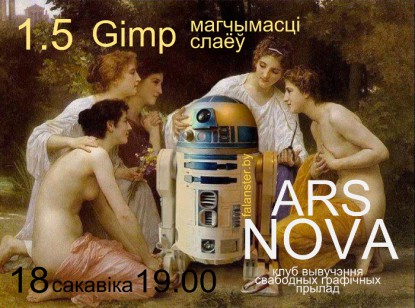 1.5 Gimp магчымасці
слаёў
falanster.by
ARS
NOVA
клуб вывучэння
свабодных графічных
прылад
18 сакавіка 19.00